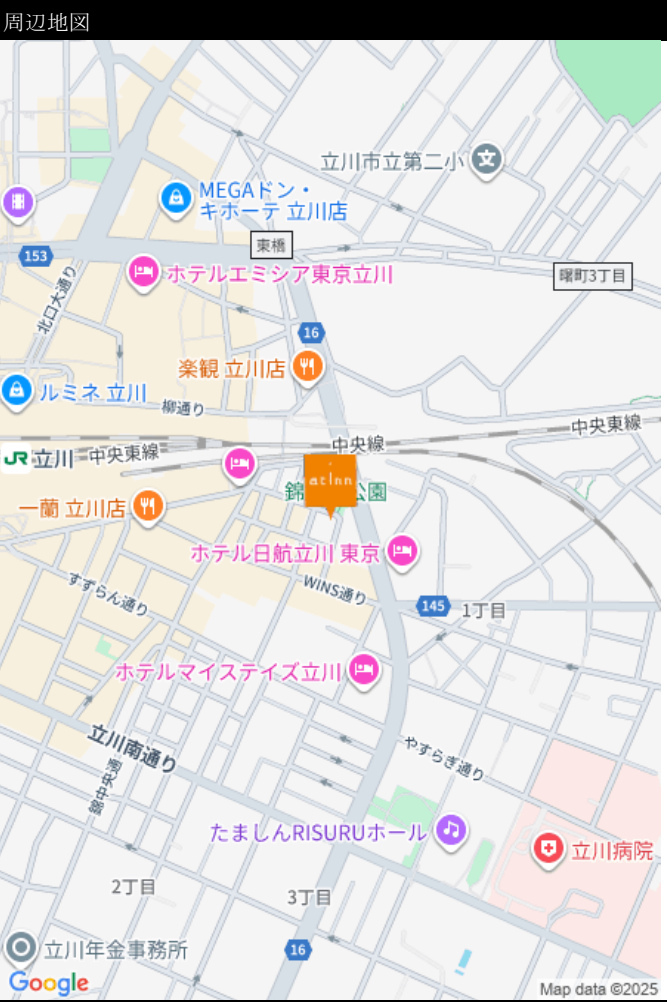 周辺地図
立川市立第二小
文
MEGAドン・
キホーテ 立川店
東橋
153
ホテルエミシア東京立川
曙町3丁目
北口大通り
16
楽観 立川店
ルミネ 立川
柳通り
中央東線
中央線
JR 立川
中央東線
atinn
錦 公園
一蘭 立川店
ホテル日航立川 東京
すずらん通り
WINS通り
145
1丁目
ホテルマイステイズ立川
立川南通り
やすらぎ通り
錦中央通
たましんRISURUホール
立川病院
2丁目
3丁目
立川年金事務所
16
Google
Map data ©2025